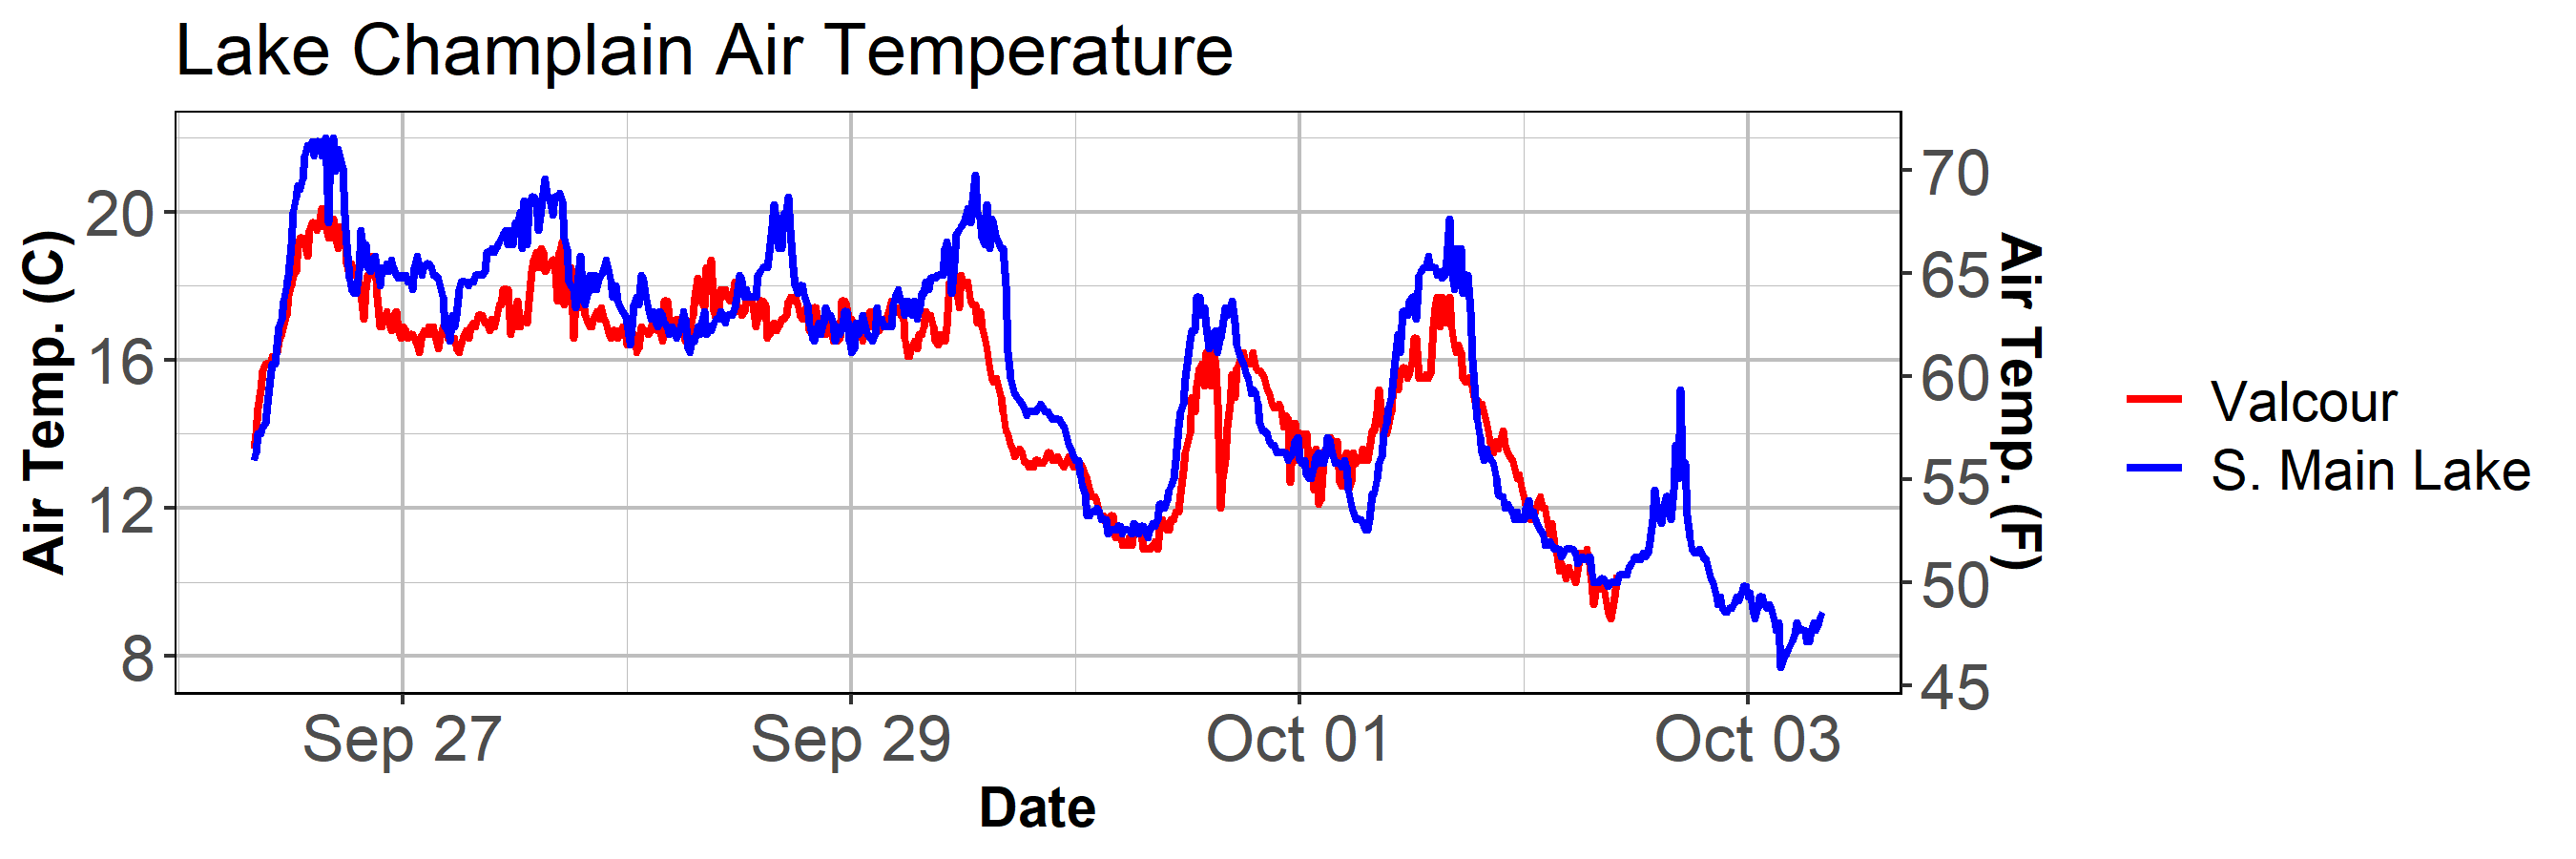 Lake Champlain Air Temperature
Air Temp. (C)
20
16
12
8
70
65
60
55
50
45
Air Temp. (F)
Sep 27
Sep 29
Oct 01
Oct 03
Date
Valcour
S. Main Lake